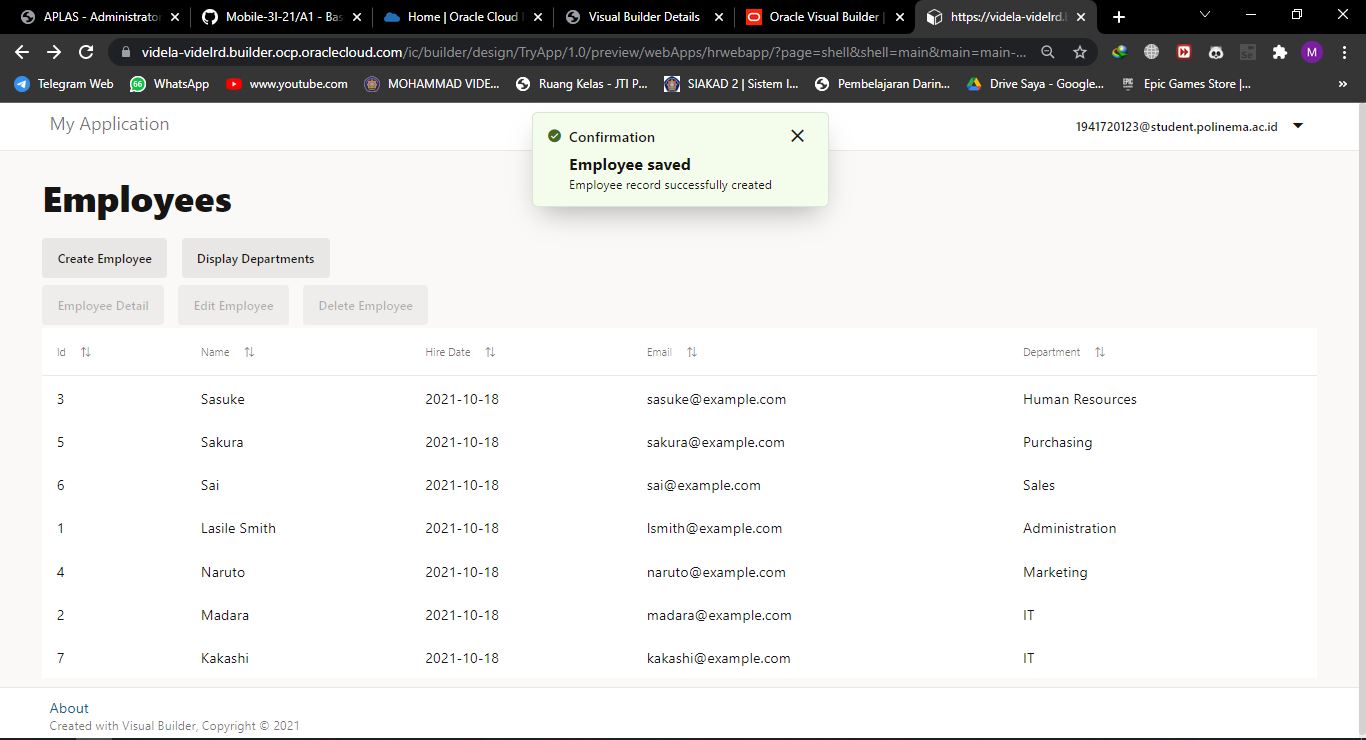 APLAS - Administrator
Mobile-3I-21/A1 - Bas
Home | Oracle Cloud
Visual Builder Details
Oracle Visual Builder |
https://videla-videlrd.
videla-videlrd.builder.ocp.oraclecloud.com/ic/builder/design/TryApp/1.0/preview/webApps/hrwebapp/?page=shell&shell=main&main=main-...
M
Telegram Web
66
WhatsApp
www.youtube.com
MOHAMMAD VIDE...
Ruang Kelas - JTI P...
SIAKAD 2 | Sistem I...
Pembelajaran Darin...
Drive Saya - Google...
Epic Games Store |...
»
My Application
1941720123@student.polinema.ac.id
Confirmation
Employee saved
Employee record successfully created
Employees
Create Employee
Display Departments
Employee Detail
Edit Employee
Delete Employee
Id Name Hire Date Email Department
3 Sasuke 2021-10-18 sasuke@example.com Human Resources
5 Sakura 2021-10-18 sakura@example.com Purchasing
6 Sai 2021-10-18 sai@example.com Sales
1 Lasile Smith 2021-10-18 lsmith@example.com Administration
4 Naruto 2021-10-18 naruto@example.com Marketing
2 Madara 2021-10-18 madara@example.com IT
7 Kakashi 2021-10-18 kakashi@example.com IT
About
Created with Visual Builder, Copyright © 2021